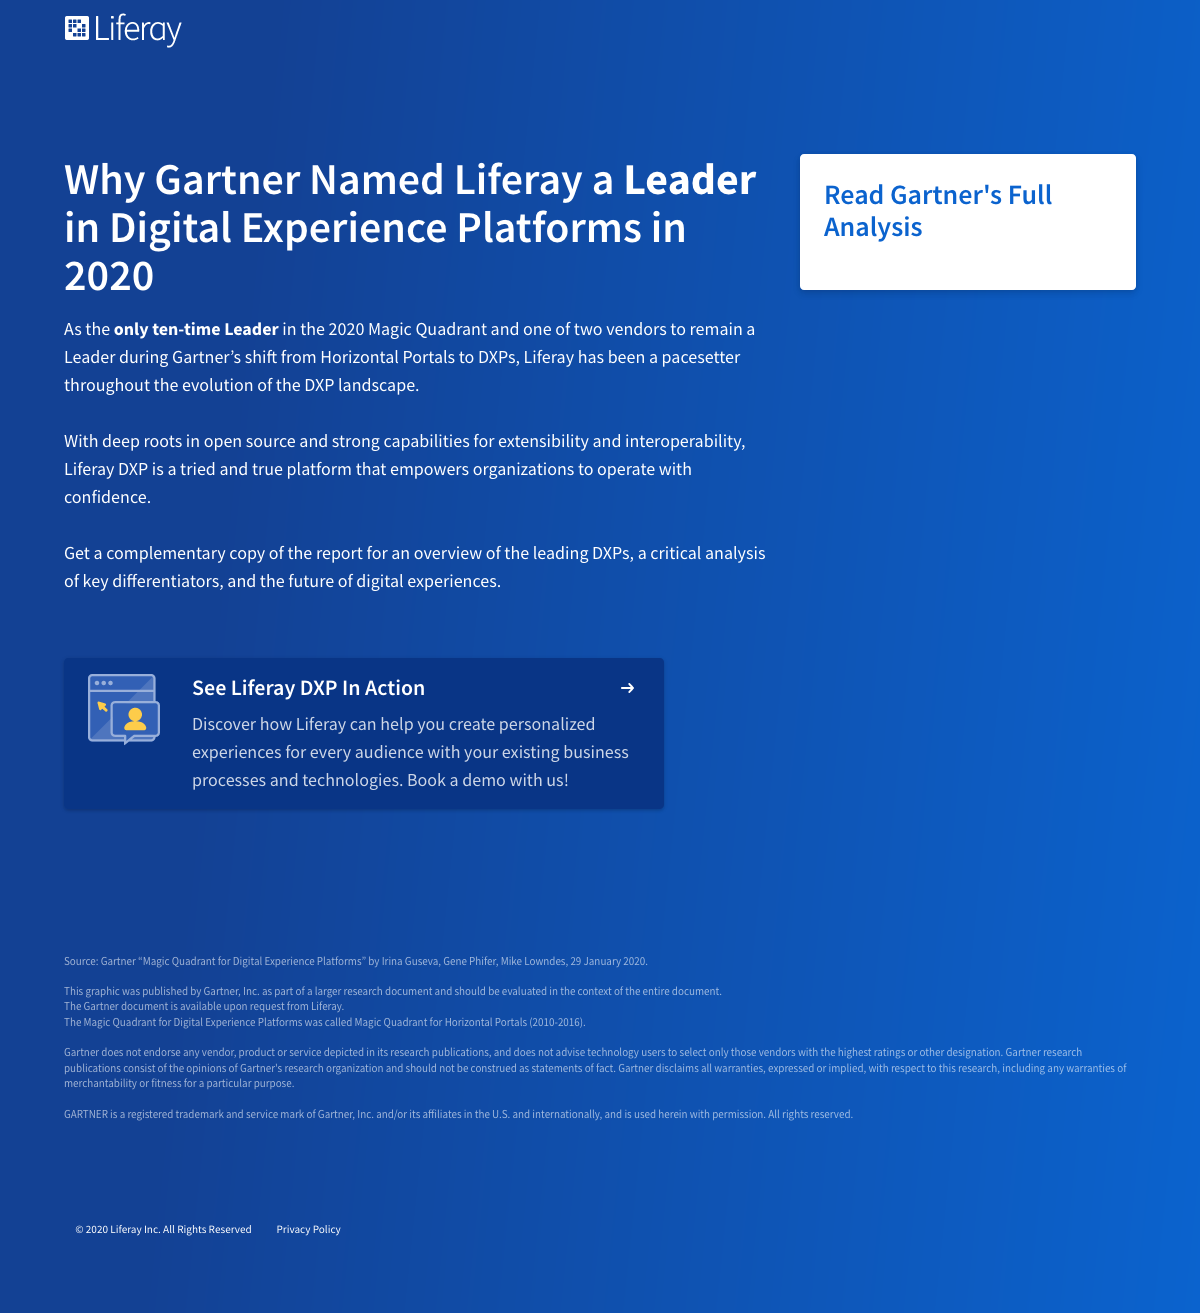 Liferay
Why Gartner Named Liferay a Leader
in Digital Experience Platforms in
2020
Read Gartner's Full
Analysis
As the only ten-time Leader in the 2020 Magic Quadrant and one of two vendors to remain a
Leader during Gartner’s shift from Horizontal Portals to DXPs, Liferay has been a pacesetter
throughout the evolution of the DXP landscape.
With deep roots in open source and strong capabilities for extensibility and interoperability,
Liferay DXP is a tried and true platform that empowers organizations to operate with
confidence.
Get a complementary copy of the report for an overview of the leading DXPs, a critical analysis
of key differentiators, and the future of digital experiences.
See Liferay DXP In Action
Discover how Liferay can help you create personalized
experiences for every audience with your existing business
processes and technologies. Book a demo with us!
Source: Gartner “Magic Quadrant for Digital Experience Platforms” by Irina Guseva, Gene Phifer, Mike Lowndes, 29 January 2020.
This graphic was published by Gartner, Inc. as part of a larger research document and should be evaluated in the context of the entire document.
The Gartner document is available upon request from Liferay.
The Magic Quadrant for Digital Experience Platforms was called Magic Quadrant for Horizontal Portals (2010-2016).
Gartner does not endorse any vendor, product or service depicted in its research publications, and does not advise technology users to select only those vendors with the highest ratings or other designation. Gartner research
publications consist of the opinions of Gartner's research organization and should not be construed as statements of fact. Gartner disclaims all warranties, expressed or implied, with respect to this research, including any warranties of
merchantability or fitness for a particular purpose.
GARTNER is a registered trademark and service mark of Gartner, Inc. and/or its affiliates in the U.S. and internationally, and is used herein with permission. All rights reserved.
© 2020 Liferay Inc. All Rights Reserved Privacy Policy